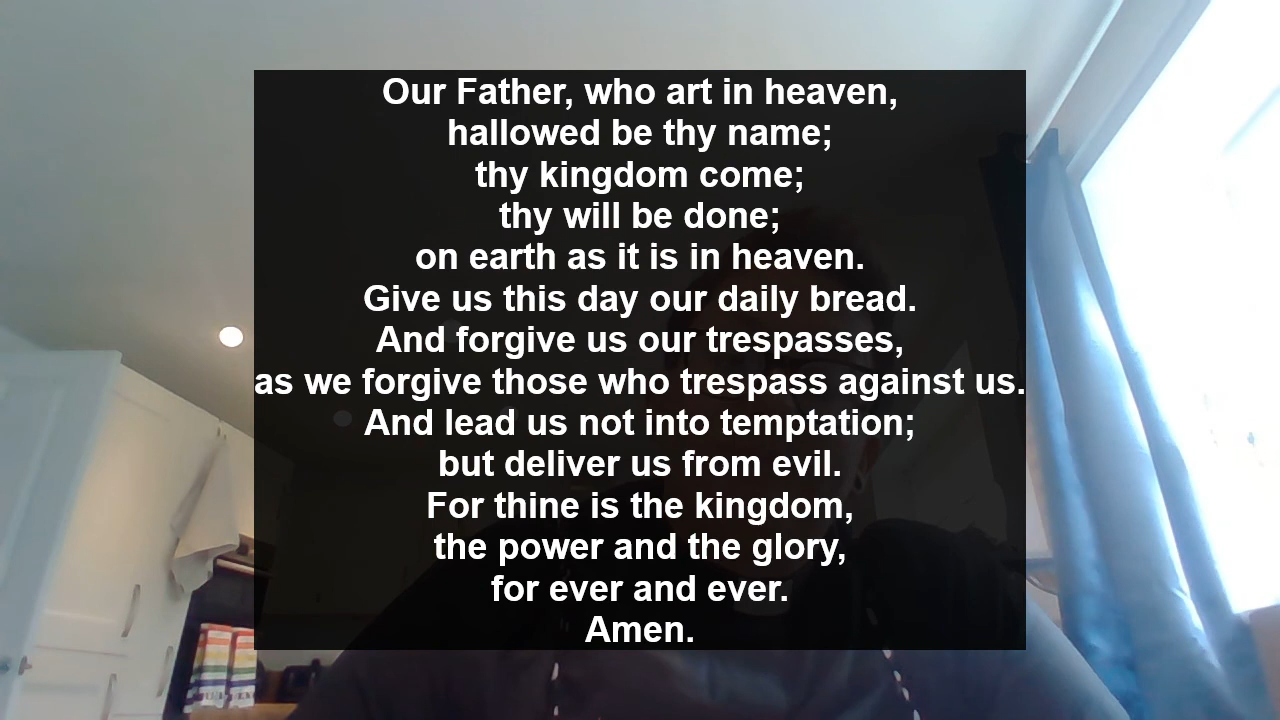 Our Father, who art in heaven,
hallowed be thy name;
thy kingdom come;
thy will be done;
on earth as it is in heaven.
Give us this day our daily bread.
And forgive us our trespasses,
as we forgive those who trespass against us.
And lead us not into temptation;
but deliver us from evil.
For thine is the kingdom,
the power and the glory,
for ever and ever.
Amen.